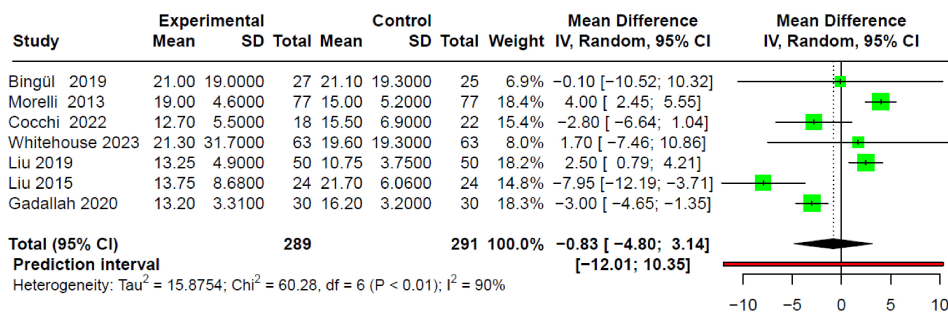 Experimental Control Mean Difference Mean Difference
Study Mean SD Total Mean SD Total Weight IV, Random, 95% CI IV, Random, 95% CI
Bingül 2019 21.00 19.0000 27 21.10 19.3000 25 6.9% −0.10 [−10.52; 10.32]
Morelli 2013 19.00 4.6000 77 15.00 5.2000 77 18.4% 4.00 [ 2.45; 5.55]
Cocchi 2022 12.70 5.5000 18 15.50 6.9000 22 15.4% −2.80 [ −6.64; 1.04]
Whitehouse 2023 21.30 31.7000 63 19.60 19.3000 63 8.0% 1.70 [ −7.46; 10.86]
Liu 2019 13.25 4.9000 50 10.75 3.7500 50 18.2% 2.50 [ 0.79; 4.21]
Liu 2015 13.75 8.6800 24 21.70 6.0600 24 14.8% −7.95 [−12.19; −3.71]
Gadallah 2020 13.20 3.3100 30 16.20 3.2000 30 18.3% −3.00 [ −4.65; −1.35]
Total (95% CI) 289 291 100.0% −0.83 [ −4.80; 3.14]
Prediction interval [−12.01; 10.35]
Heterogeneity: Tau² = 15.8754; Chi² = 60.28, df = 6 (P < 0.01); I² = 90%
−10 −5 0 5 10